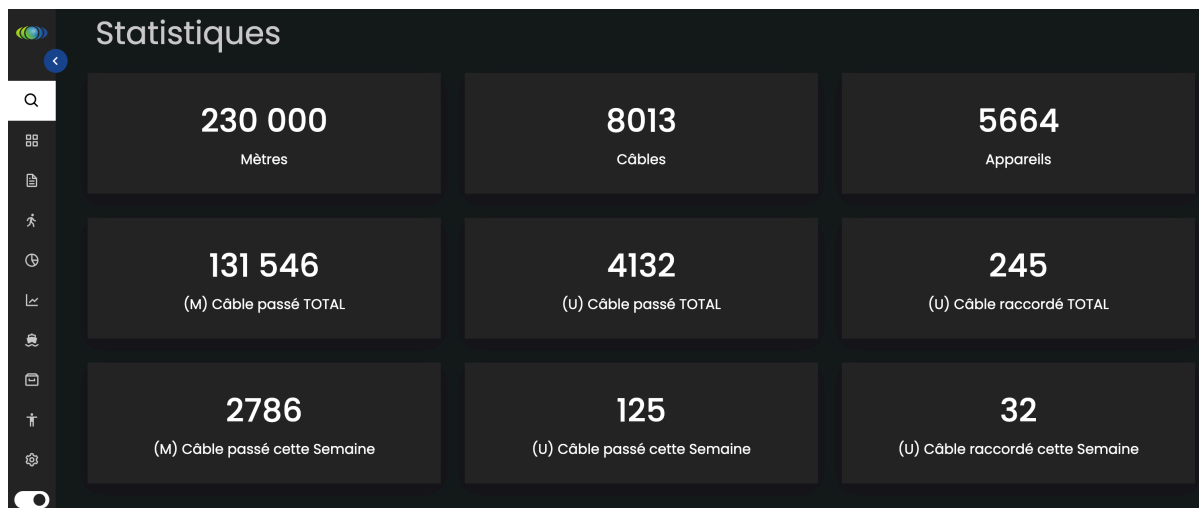 Statistiques
230 000
Mètres
8013
Câbles
5664
Appareils
131 546
(M) Câble passé TOTAL
4132
(U) Câble passé TOTAL
245
(U) Câble raccordé TOTAL
2786
(M) Câble passé cette Semaine
125
(U) Câble passé cette Semaine
32
(U) Câble raccordé cette Semaine